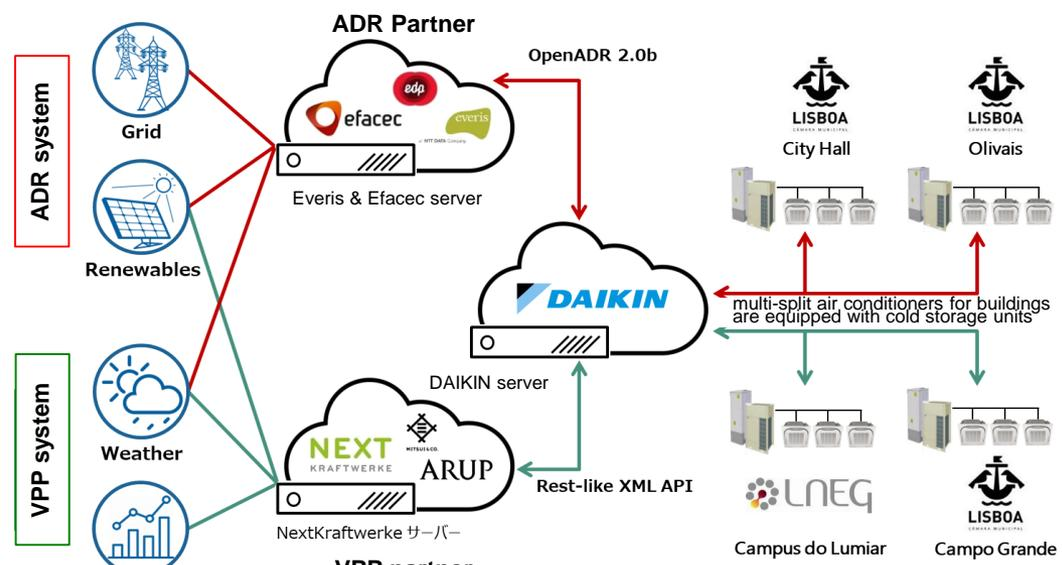 ADR Partner
OpenADR 2.0b
ADR system
Grid
edp
efacec
everis
an NTT DATA Company
Everis & Efacec server
Renewables
LISBOA
CÂMARA MUNICIPAL
City Hall
LISBOA
CÂMARA MUNICIPAL
Olivais
DAIKIN
DAIKIN server
multi-split air conditioners for buildings
are equipped with cold storage units
VPP system
Weather
NEXT
KRAFTWERKE
MITSUI & CO.
ARUP
Rest-like XML API
NextKraftwerke サーバー
VPP partner
LNEG
Campus do Lumiar
LISBOA
CÂMARA MUNICIPAL
Campo Grande